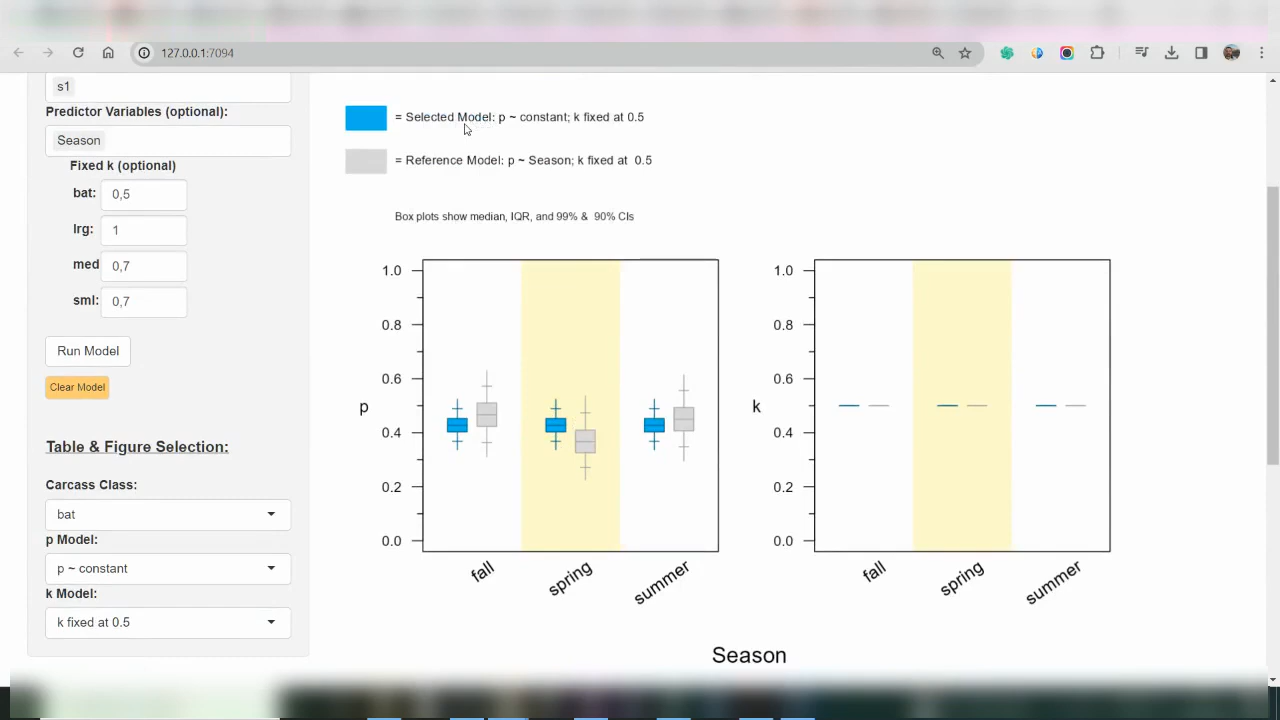 127.0.0.1:7094
s1
Predictor Variables (optional):
Season
Fixed k (optional)
bat:
0,5
lrg:
1
med
0,7
sml:
0,7
Run Model
Clear Model
Table & Figure Selection:
Carcass Class:
bat
p Model:
p ~ constant
k Model:
k fixed at 0.5
= Selected Model: p ~ constant; k fixed at 0.5
= Reference Model: p ~ Season; k fixed at 0.5
Box plots show median, IQR, and 99% & 90% CIs
1.0
0.8
0.6
p
0.4
0.2
0.0
fall
spring
summer
1.0
0.8
0.6
k
0.4
0.2
0.0
fall
spring
summer
Season